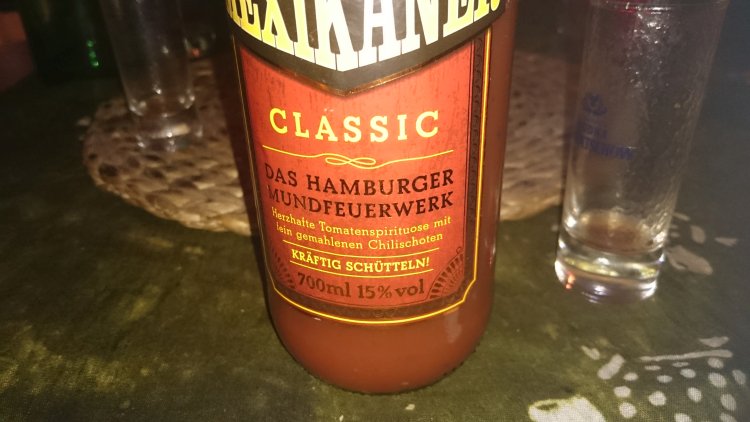 MEXIKANER
CLASSIC
DAS HAMBURGER
MUNDFEUERWERK
Herzhafte Tomatenspirituose mit
fein gemahlenen Chilischoten
KRÄFTIG SCHÜTTELN!
700ml 15% vol